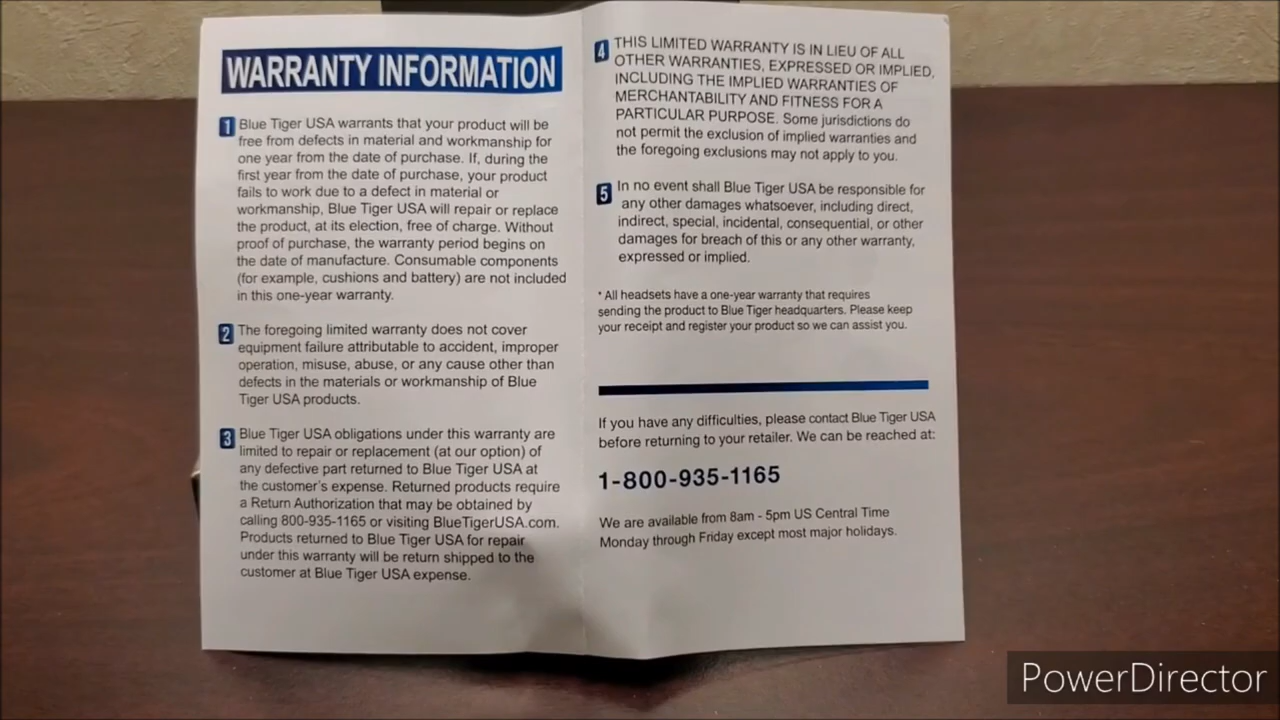 WARRANTY INFORMATION
1 Blue Tiger USA warrants that your product will be
free from defects in material and workmanship for
one year from the date of purchase. If, during the
first year from the date of purchase, your product
fails to work due to a defect in material or
workmanship, Blue Tiger USA will repair or replace
the product, at its election, free of charge. Without
proof of purchase, the warranty period begins on
the date of manufacture. Consumable components
(for example, cushions and battery) are not included
in this one-year warranty.
2 The foregoing limited warranty does not cover
equipment failure attributable to accident, improper
operation, misuse, abuse, or any cause other than
defects in the materials or workmanship of Blue
Tiger USA products.
3 Blue Tiger USA obligations under this warranty are
limited to repair or replacement (at our option) of
any defective part returned to Blue Tiger USA at
the customer's expense. Returned products require
a Return Authorization that may be obtained by
calling 800-935-1165 or visiting BlueTigerUSA.com.
Products returned to Blue Tiger USA for repair
under this warranty will be return shipped to the
customer at Blue Tiger USA expense.
4 THIS LIMITED WARRANTY IS IN LIEU OF ALL
OTHER WARRANTIES, EXPRESSED OR IMPLIED,
INCLUDING THE IMPLIED WARRANTIES OF
MERCHANTABILITY AND FITNESS FOR A
PARTICULAR PURPOSE. Some jurisdictions do
not permit the exclusion of implied warranties and
the foregoing exclusions may not apply to you.
5 In no event shall Blue Tiger USA be responsible for
any other damages whatsoever, including direct,
indirect, special, incidental, consequential, or other
damages for breach of this or any other warranty,
expressed or implied.
* All headsets have a one-year warranty that requires
sending the product to Blue Tiger headquarters. Please keep
your receipt and register your product so we can assist you.
If you have any difficulties, please contact Blue Tiger USA
before returning to your retailer. We can be reached at:
1-800-935-1165
We are available from 8am - 5pm US Central Time
Monday through Friday except most major holidays.
PowerDirector